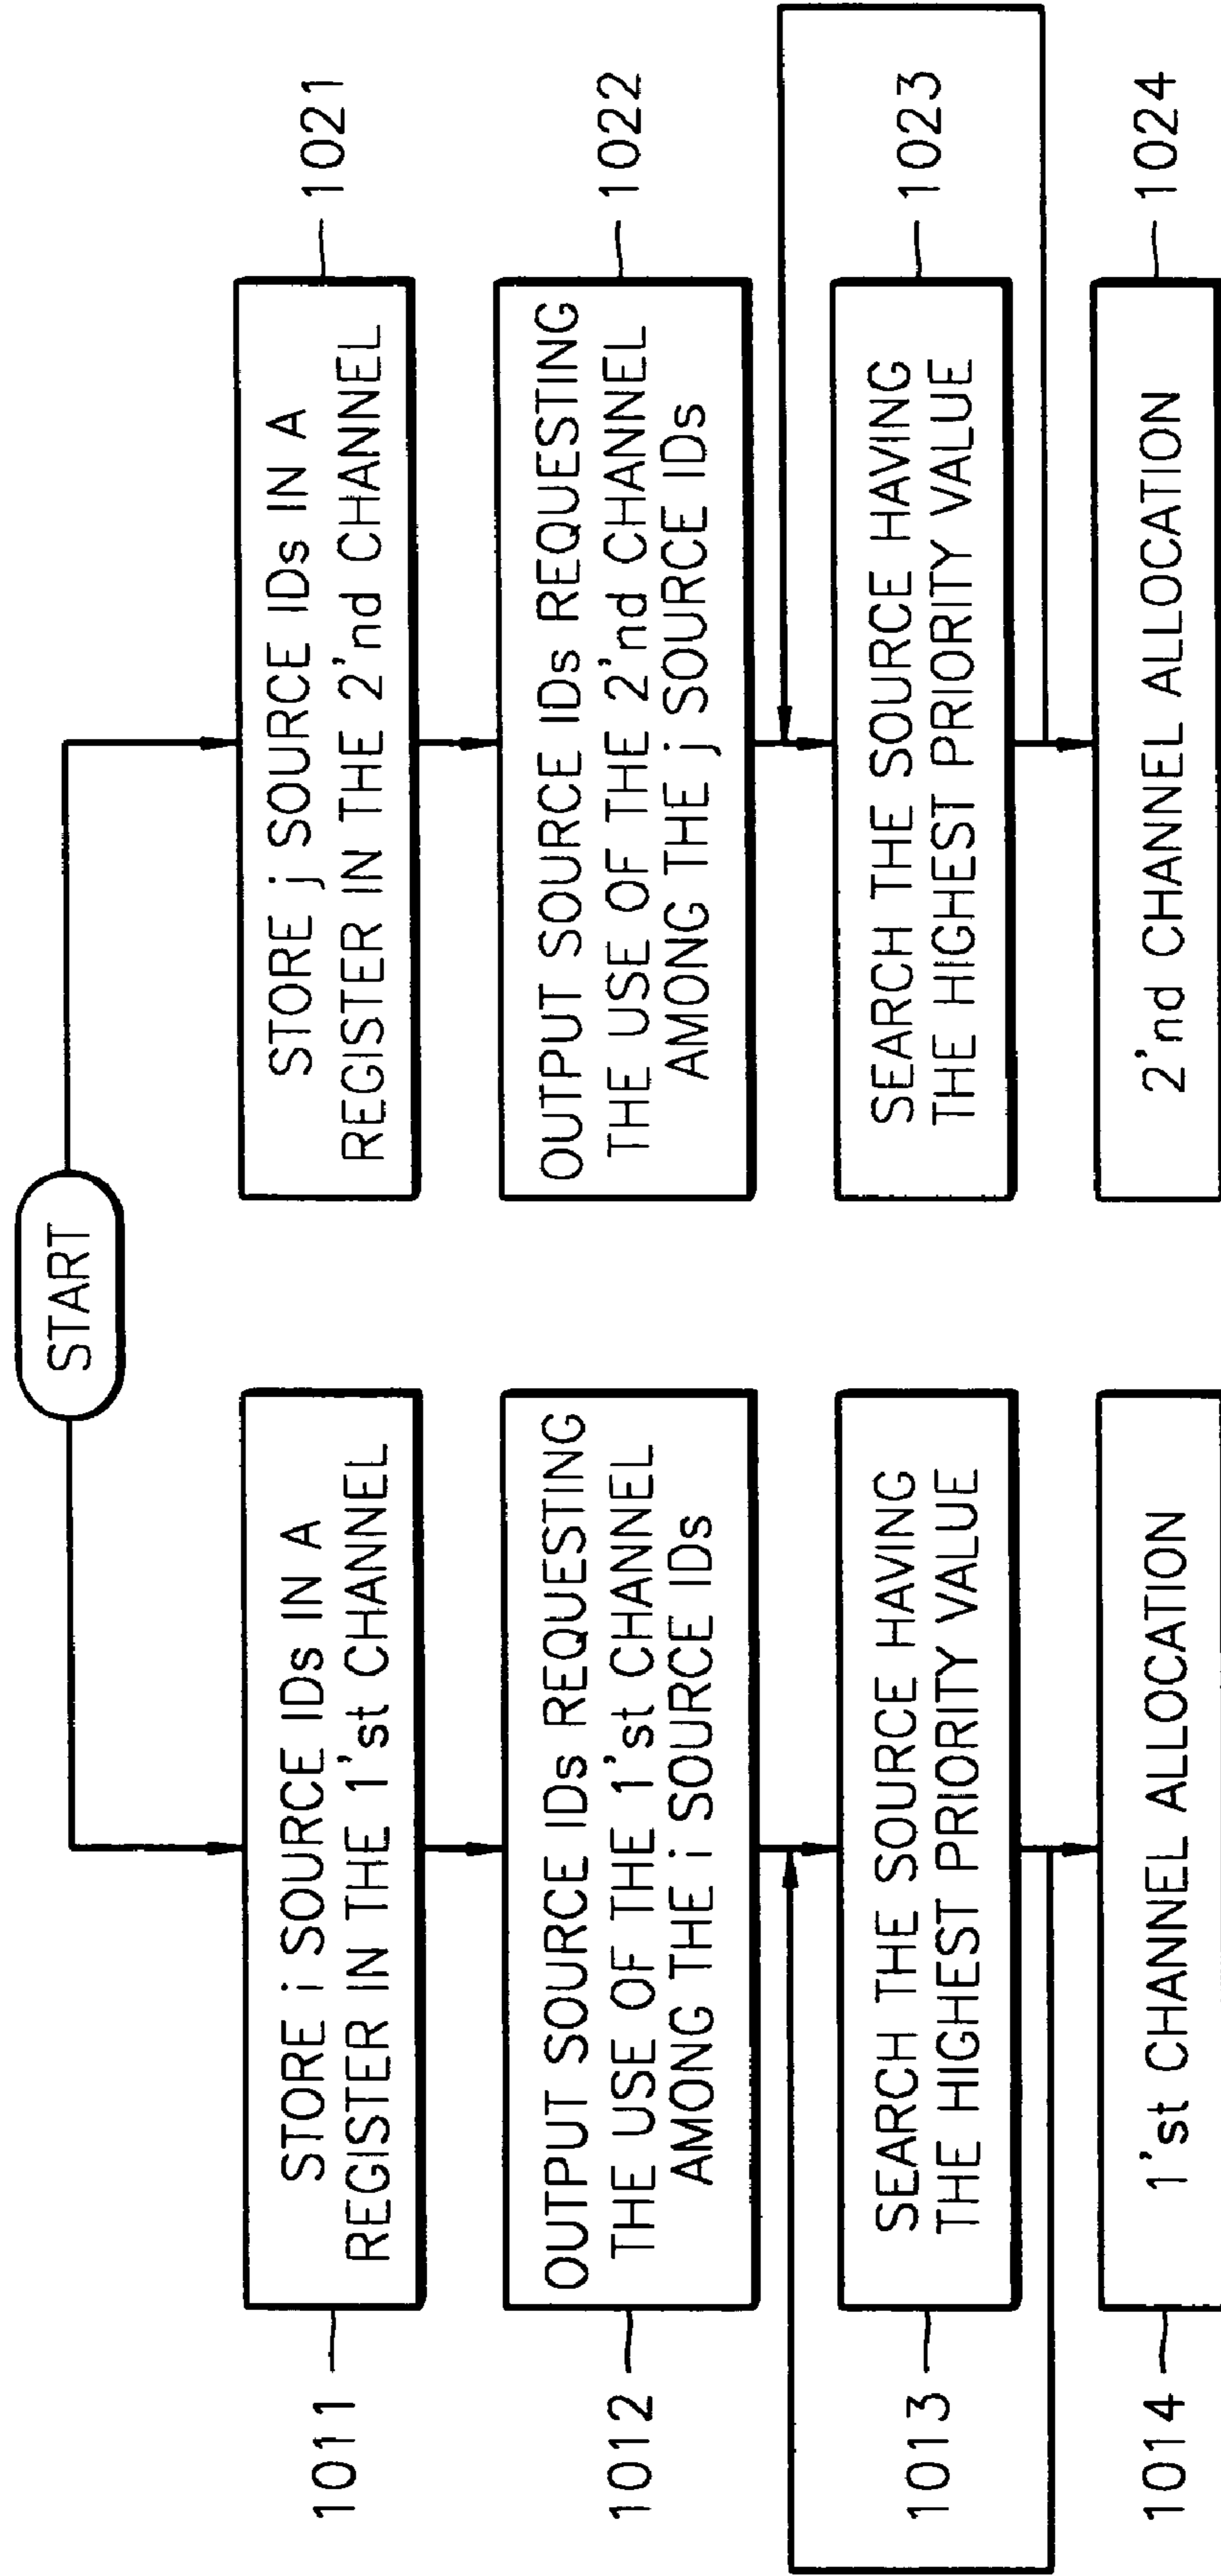 START
1011
STORE i SOURCE IDs IN A
REGISTER IN THE 1'st CHANNEL
1012
OUTPUT SOURCE IDs REQUESTING
THE USE OF THE 1'st CHANNEL
AMONG THE i SOURCE IDs
1013
SEARCH THE SOURCE HAVING
THE HIGHEST PRIORITY VALUE
1014
1'st CHANNEL ALLOCATION
STORE j SOURCE IDs IN A
REGISTER IN THE 2'nd CHANNEL
1021
OUTPUT SOURCE IDs REQUESTING
THE USE OF THE 2'nd CHANNEL
AMONG THE j SOURCE IDs
1022
SEARCH THE SOURCE HAVING
THE HIGHEST PRIORITY VALUE
1023
2'nd CHANNEL ALLOCATION
1024